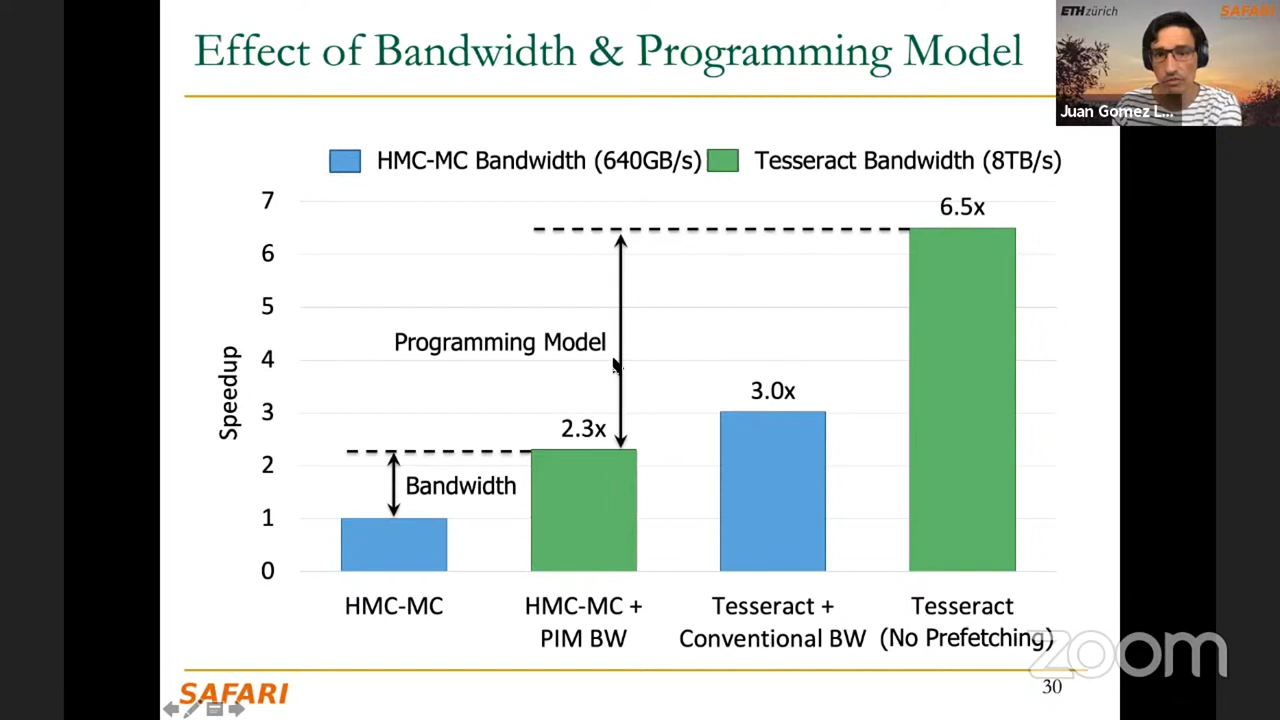 Effect of Bandwidth & Programming Model
ETH zürich
SAFARI
Juan Gomez L...
HMC-MC Bandwidth (640GB/s)
Tesseract Bandwidth (8TB/s)
7
6
5
4
3
2
1
0
Speedup
6.5x
Programming Model
3.0x
2.3x
Bandwidth
HMC-MC
HMC-MC +
PIM BW
Tesseract +
Conventional BW
Tesseract
(No Prefetching)
zoom
SAFARI
30